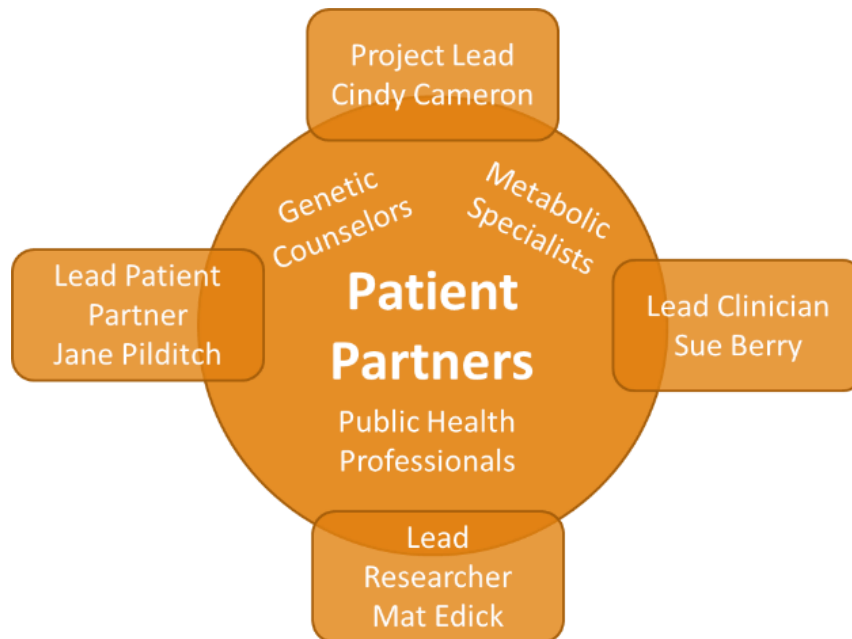 Project Lead
Cindy Cameron
Genetic
Counselors
Metabolic
Specialists
Lead Patient
Partner
Jane Pilditch
Patient
Partners
Lead Clinician
Sue Berry
Public Health
Professionals
Lead
Researcher
Mat Edick